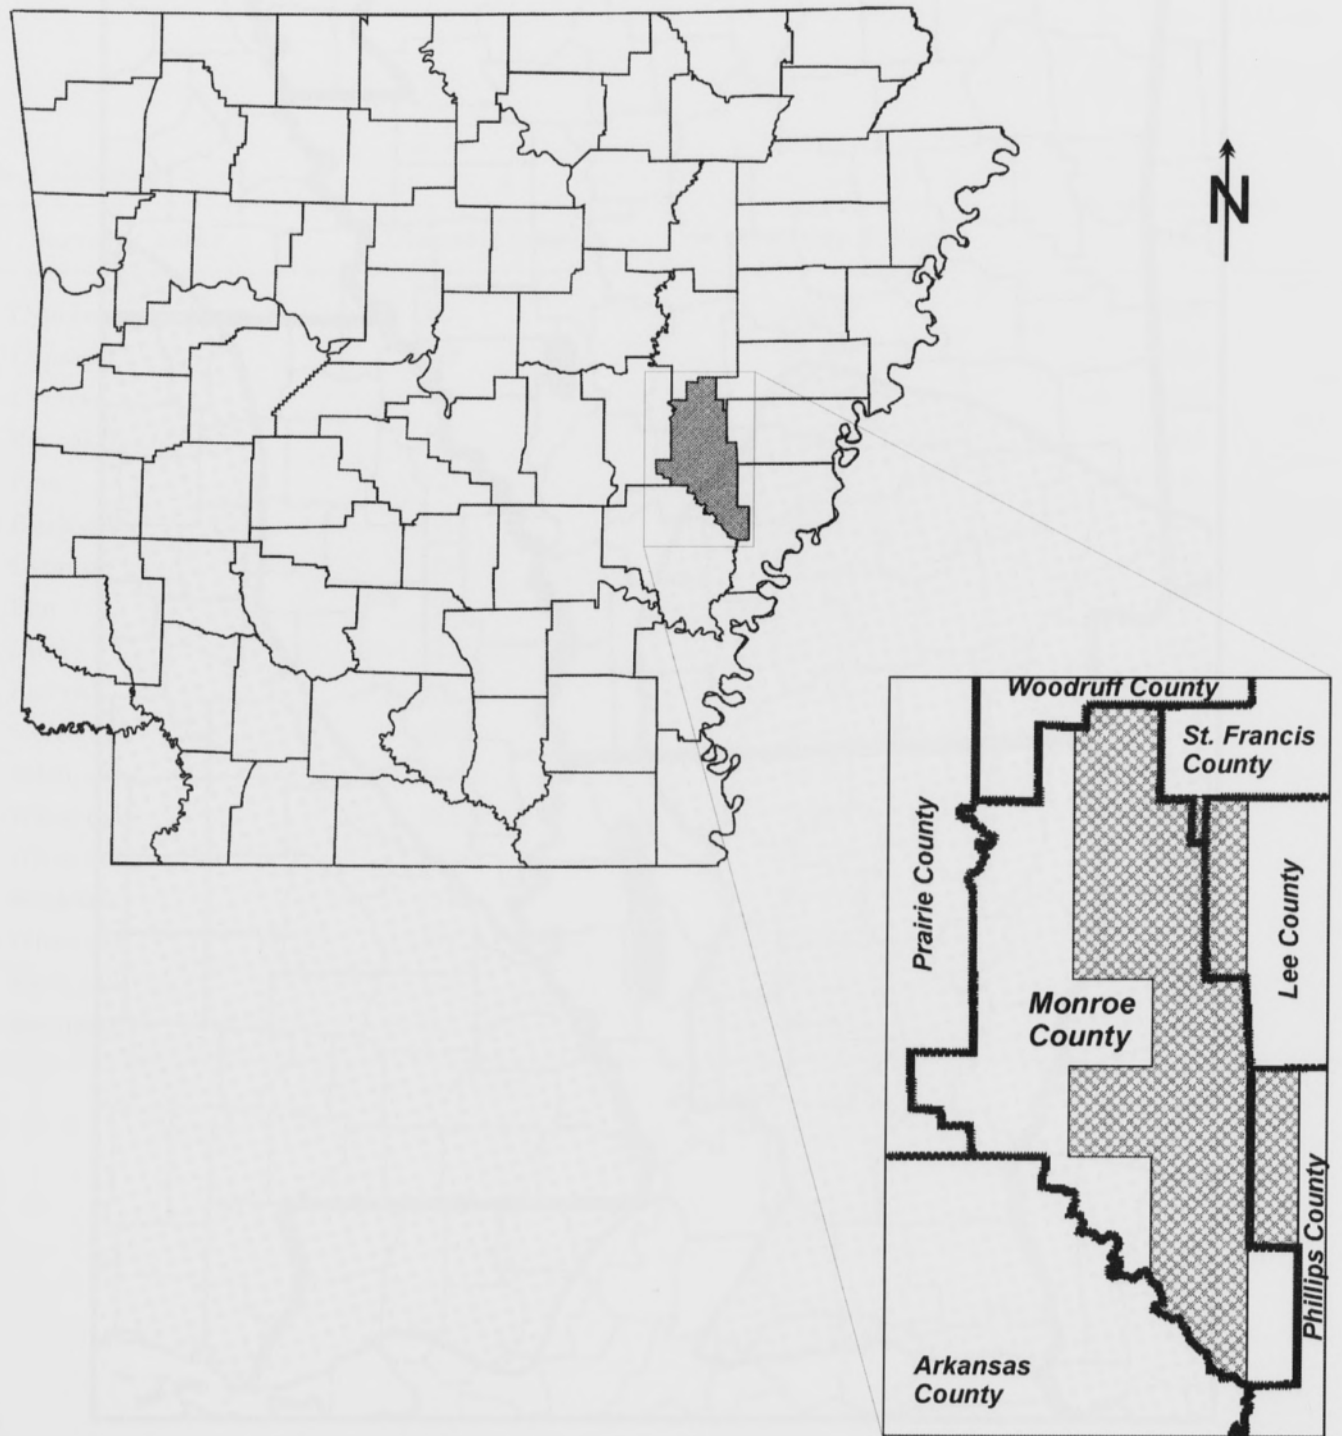 N
Woodruff County
St. Francis
County
Prairie County
Lee County
Monroe
County
Phillips County
Arkansas
County